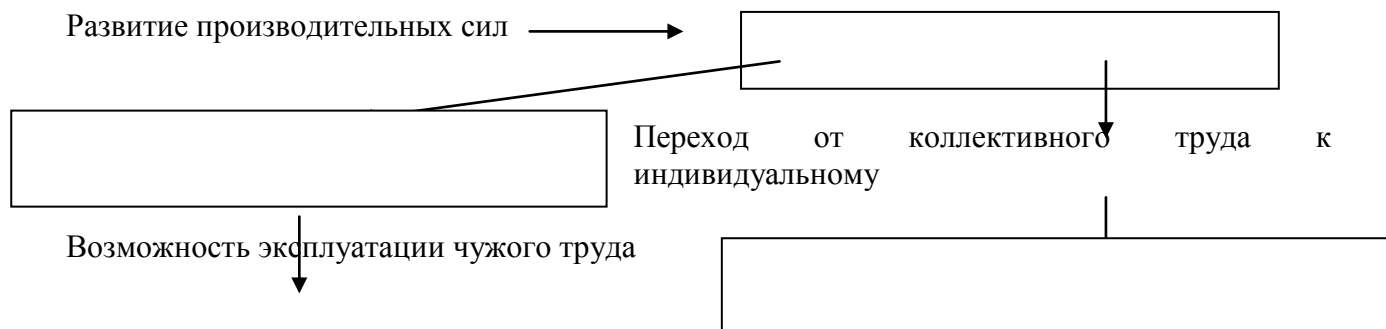 Развитие производительных сил
Переход от коллективного труда к
индивидуальному
Возможность эксплуатации чужого труда